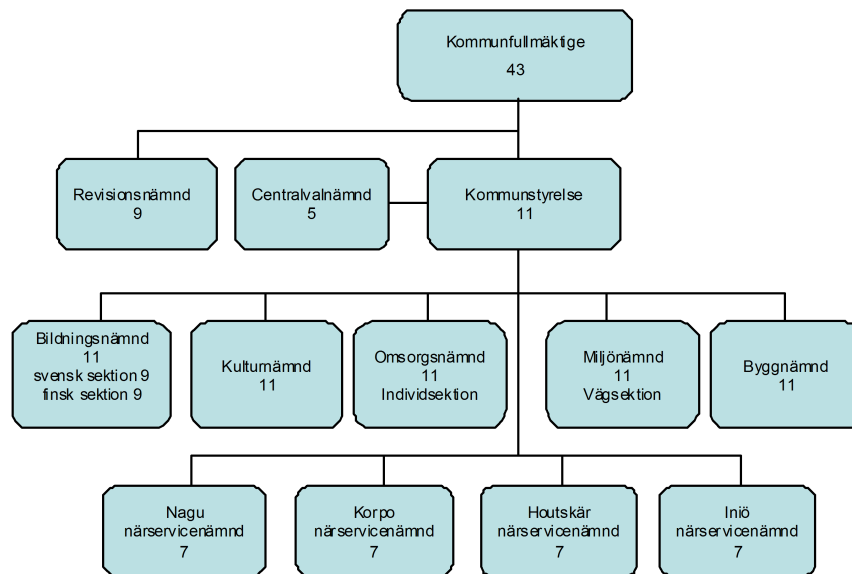 Kommunfullmäktige
43
Revisionsnämnd
9
Centralvalnämnd
5
Kommunstyrelse
11
Bildningsnämnd
11
svensk sektion 9
finsk sektion 9
Kulturnämnd
11
Omsorgsnämnd
11
Individsektion
Miljönämnd
11
Vägsektion
Byggnämnd
11
Nagu
närservicenämnd
7
Korpo
närservicenämnd
7
Houtskär
närservicenämnd
7
Iniö
närservicenämnd
7